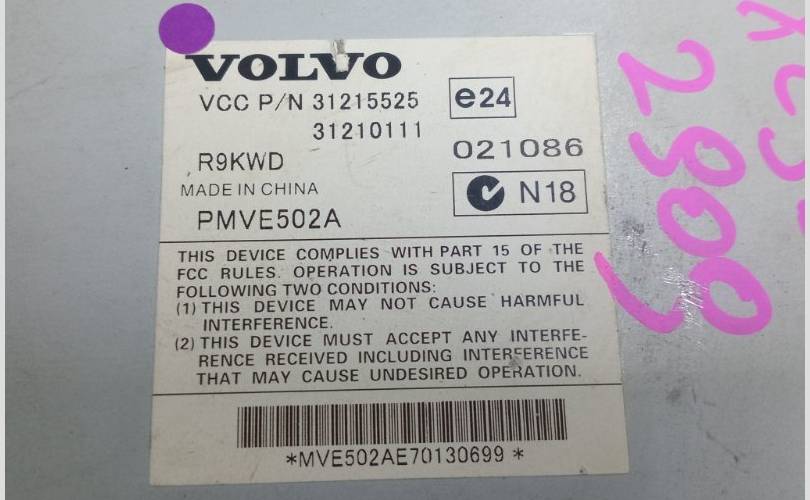 VOLVO
VCC P/N 31215525
31210111
e24
R9KWD
021086
MADE IN CHINA
N18
PMVE502A
THIS DEVICE COMPLIES WITH PART 15 OF THE
FCC RULES. OPERATION IS SUBJECT TO THE
FOLLOWING TWO CONDITIONS:
(1) THIS DEVICE MAY NOT CAUSE HARMFUL
INTERFERENCE.
(2) THIS DEVICE MUST ACCEPT ANY INTERFE-
RENCE RECEIVED INCLUDING INTERFERENCE
THAT MAY CAUSE UNDESIRED OPERATION.
*MVE502AE70130699 *